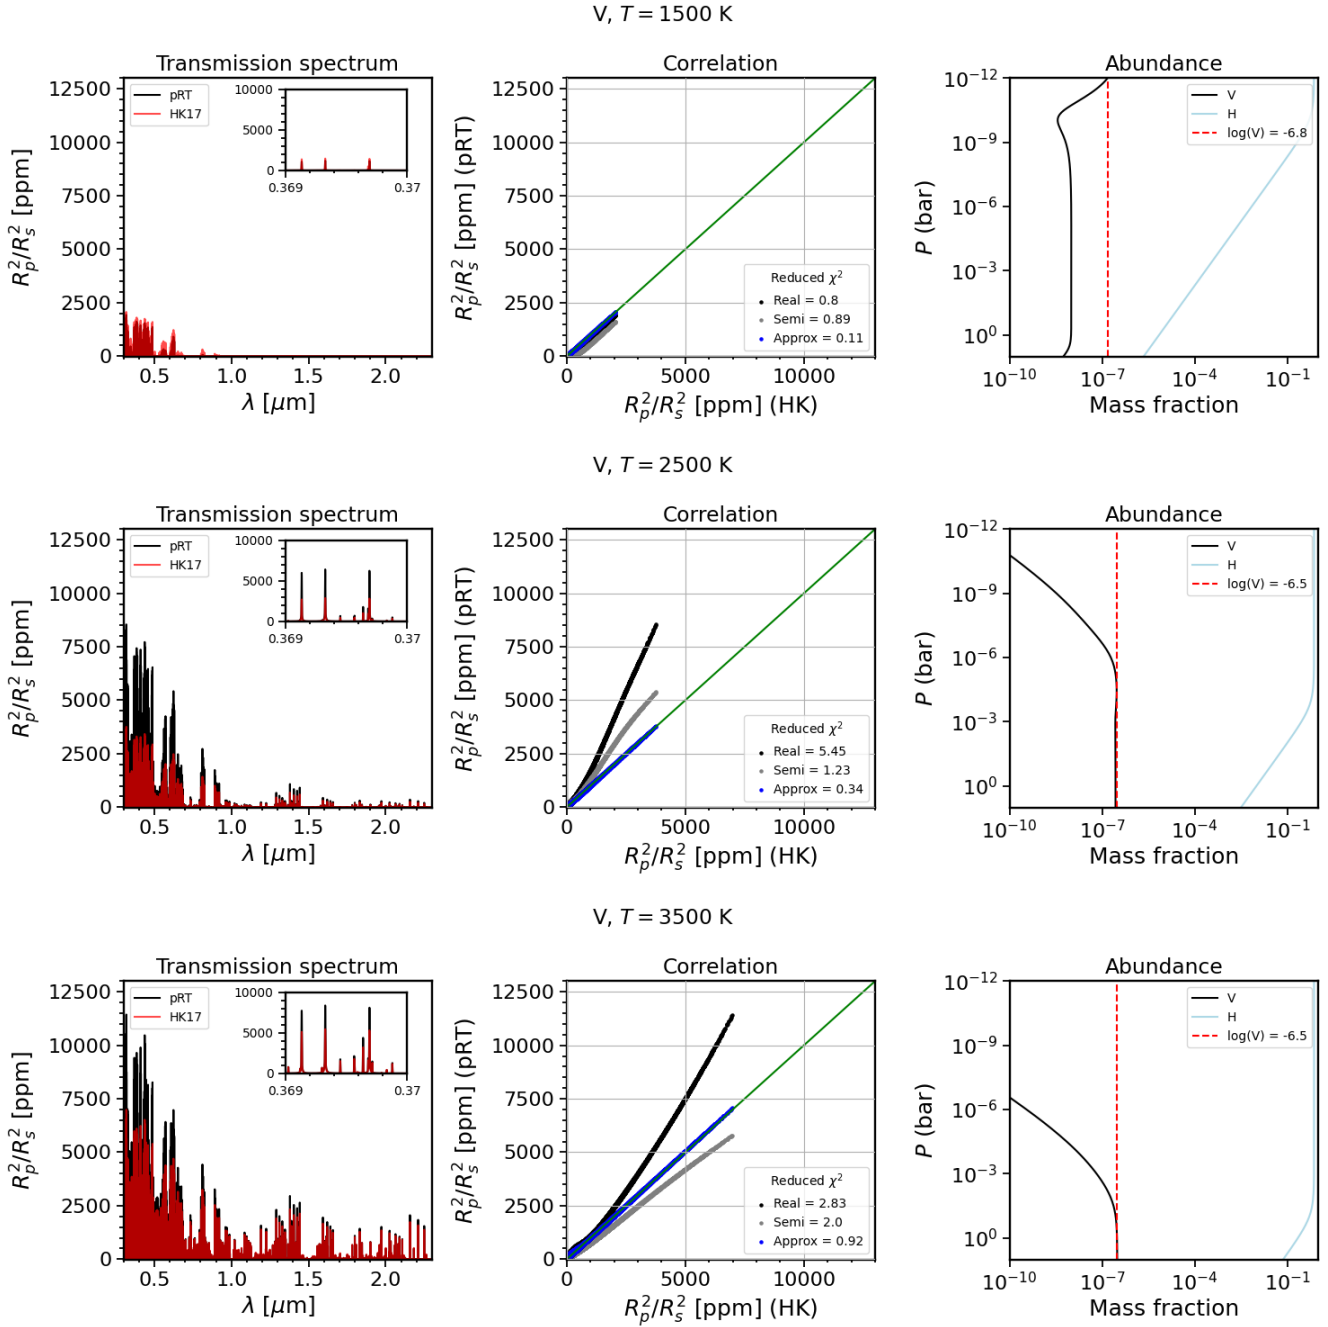 V, T = 1500 K
Transmission spectrum
12500
10000
7500
5000
2500
0
R_p^2/R_s^2 [ppm]
pRT
HK17
10000
5000
0
0.369
0.37
0.5
1.0
1.5
2.0
λ [μm]
Correlation
12500
10000
7500
5000
2500
0
R_p^2/R_s^2 [ppm] (pRT)
Reduced χ^2
Real = 0.8
Semi = 0.89
Approx = 0.11
0
5000
10000
R_p^2/R_s^2 [ppm] (HK)
Abundance
10^-12
10^-9
10^-6
10^-3
10^0
P (bar)
V
H
log(V) = -6.8
10^-10
10^-7
10^-4
10^-1
Mass fraction
V, T = 2500 K
Transmission spectrum
12500
10000
7500
5000
2500
0
R_p^2/R_s^2 [ppm]
pRT
HK17
10000
5000
0
0.369
0.37
0.5
1.0
1.5
2.0
λ [μm]
Correlation
12500
10000
7500
5000
2500
0
R_p^2/R_s^2 [ppm] (pRT)
Reduced χ^2
Real = 5.45
Semi = 1.23
Approx = 0.34
0
5000
10000
R_p^2/R_s^2 [ppm] (HK)
Abundance
10^-12
10^-9
10^-6
10^-3
10^0
P (bar)
V
H
log(V) = -6.5
10^-10
10^-7
10^-4
10^-1
Mass fraction
V, T = 3500 K
Transmission spectrum
12500
10000
7500
5000
2500
0
R_p^2/R_s^2 [ppm]
pRT
HK17
10000
5000
0
0.369
0.37
0.5
1.0
1.5
2.0
λ [μm]
Correlation
12500
10000
7500
5000
2500
0
R_p^2/R_s^2 [ppm] (pRT)
Reduced χ^2
Real = 2.83
Semi = 2.0
Approx = 0.92
0
5000
10000
R_p^2/R_s^2 [ppm] (HK)
Abundance
10^-12
10^-9
10^-6
10^-3
10^0
P (bar)
V
H
log(V) = -6.5
10^-10
10^-7
10^-4
10^-1
Mass fraction